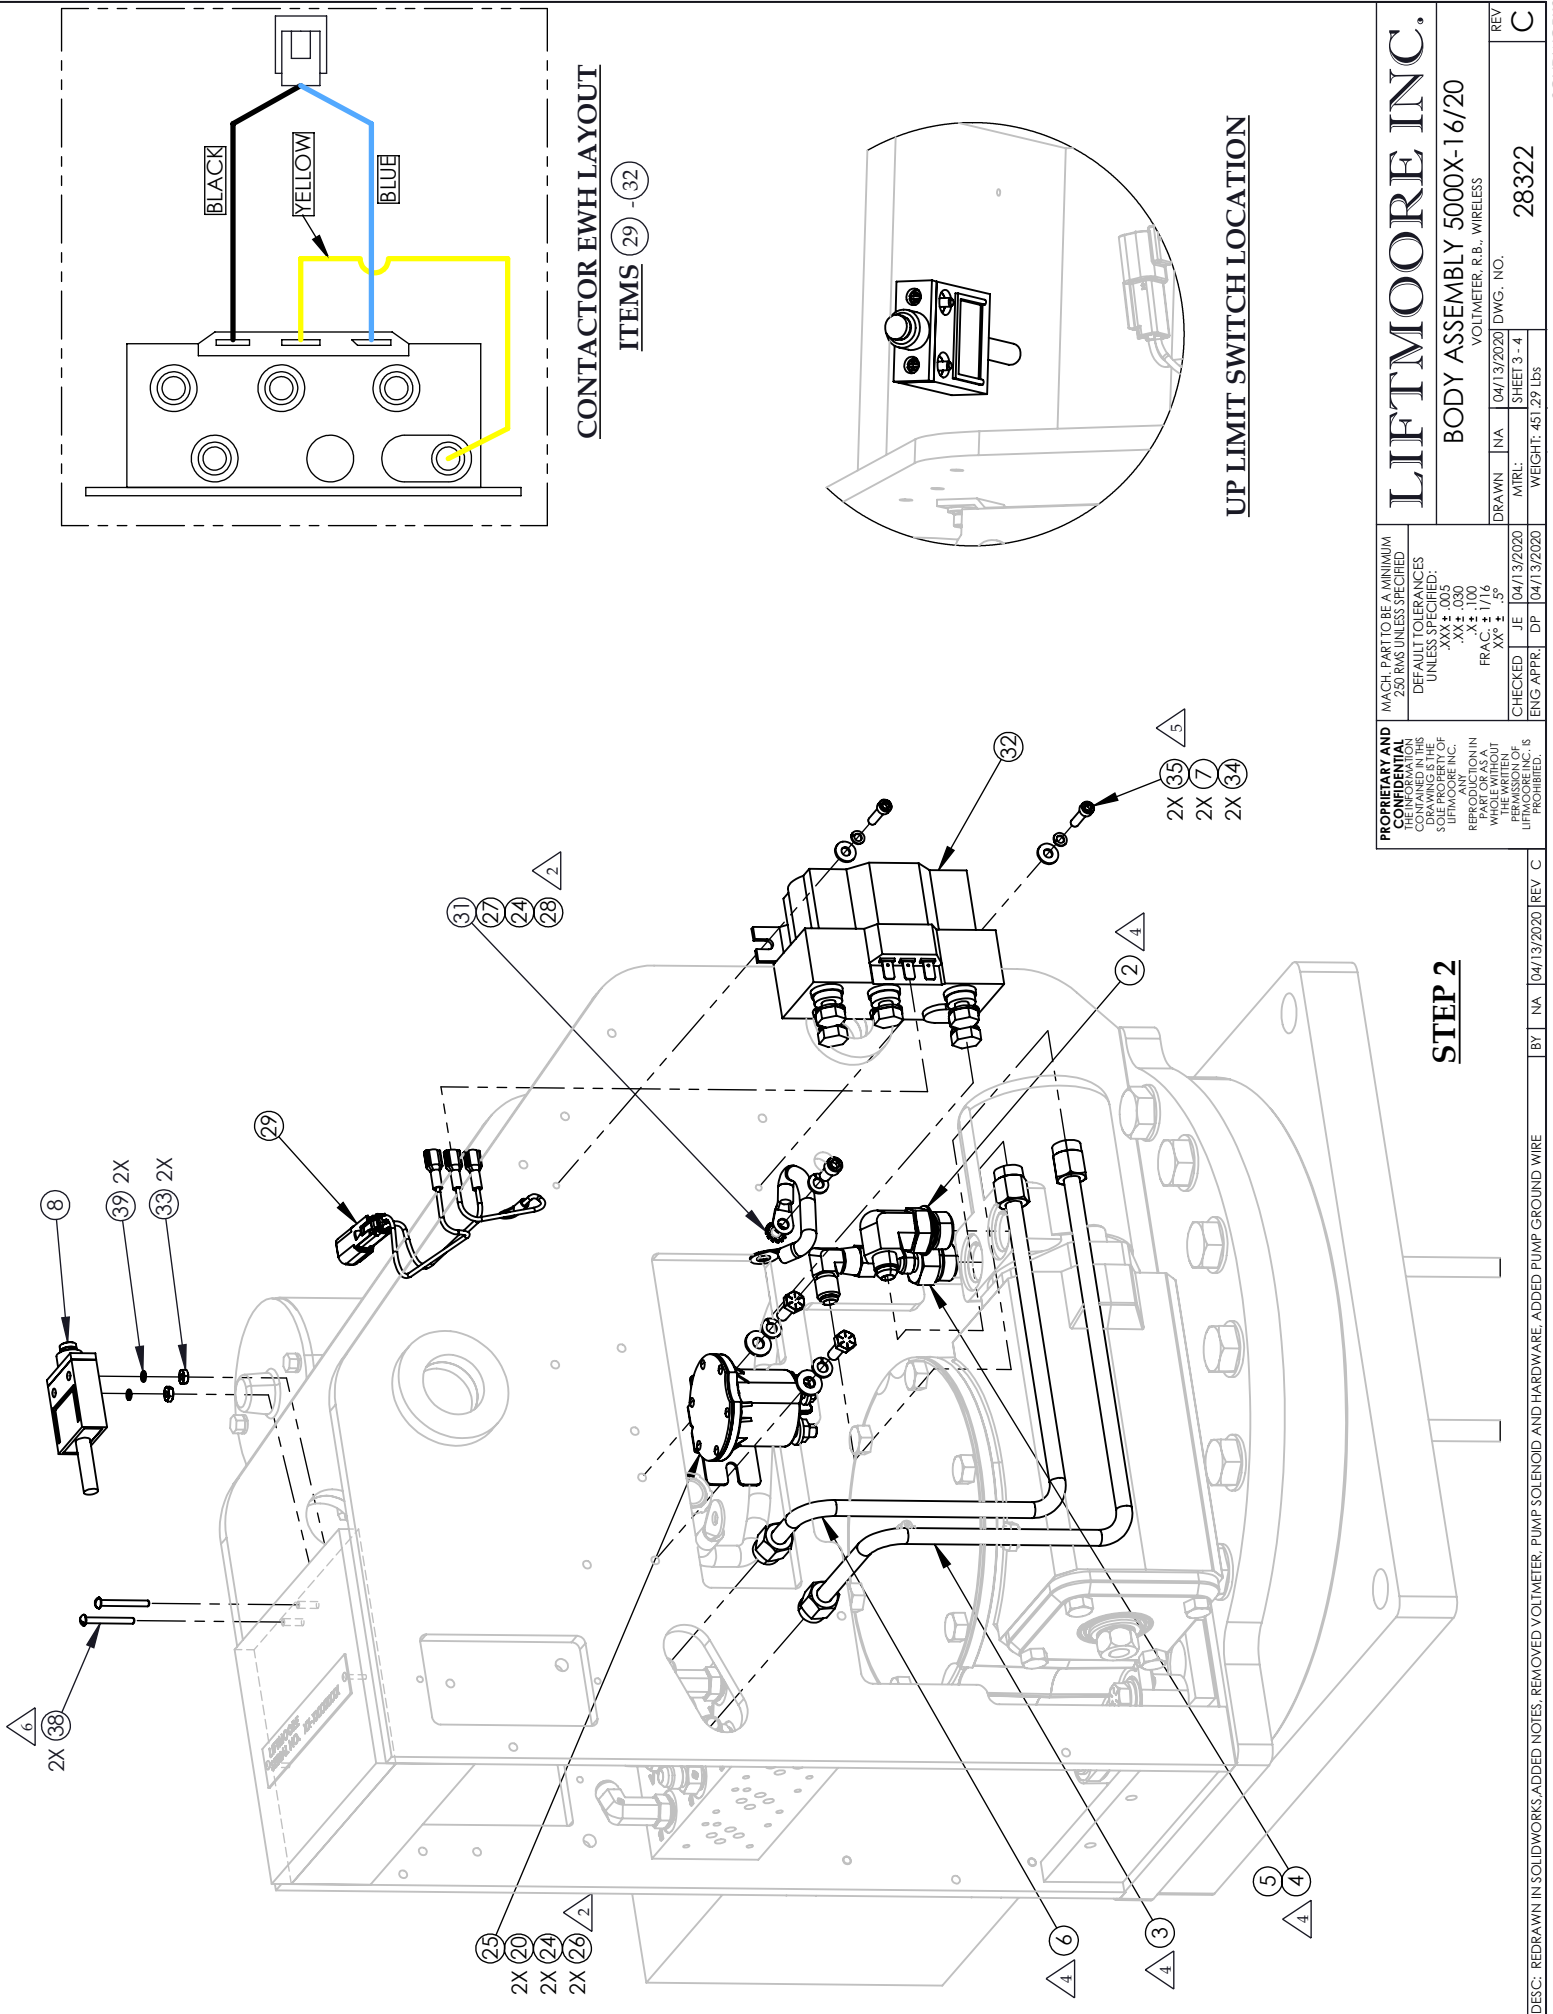 BLACK
YELLOW
BLUE
CONTACTOR EWH LAYOUT
ITEMS 29 - 32
UP LIMIT SWITCH LOCATION
8
39 2X
33 2X
29
6
2X 38
31
27
24
28
2
32
5
2X 35
2X 7
2X 34
2
4
25
2X 20
2X 24
2X 26
2
6
4
3
4
5
4
4
STEP 2
LIFTMOORE
SERIAL NO.
PROPRIETARY AND
CONFIDENTIAL
THE INFORMATION
CONTAINED IN THIS
DRAWING IS THE
SOLE PROPERTY OF
LIFTMOORE INC.
ANY
REPRODUCTION IN
PART OR AS A
WHOLE WITHOUT
THE WRITTEN
PERMISSION OF
LIFTMOORE INC. IS
PROHIBITED.
MACH. PART TO BE A MINIMUM
250 RMS UNLESS SPECIFIED
DEFAULT TOLERANCES
UNLESS SPECIFIED:
.XXX ± .005
.XX ± .030
.X ± .100
FRAC. ± 1/16
XX° ± .5°
CHECKED JE 04/13/2020
ENG APPR. DP 04/13/2020
LIFTMOORE INC.
BODY ASSEMBLY 5000X-16/20
VOLTMETER, R.B., WIRELESS
DRAWN NA 04/13/2020
MTRL: SHEET 3 - 4
WEIGHT: 451.29 Lbs
DWG. NO.
28322
REV
C
DESC: REDRAWN IN SOLIDWORKS,ADDED NOTES, REMOVED VOLTMETER, PUMP SOLENOID AND HARDWARE, ADDED PUMP GROUND WIRE BY NA 04/13/2020 REV C